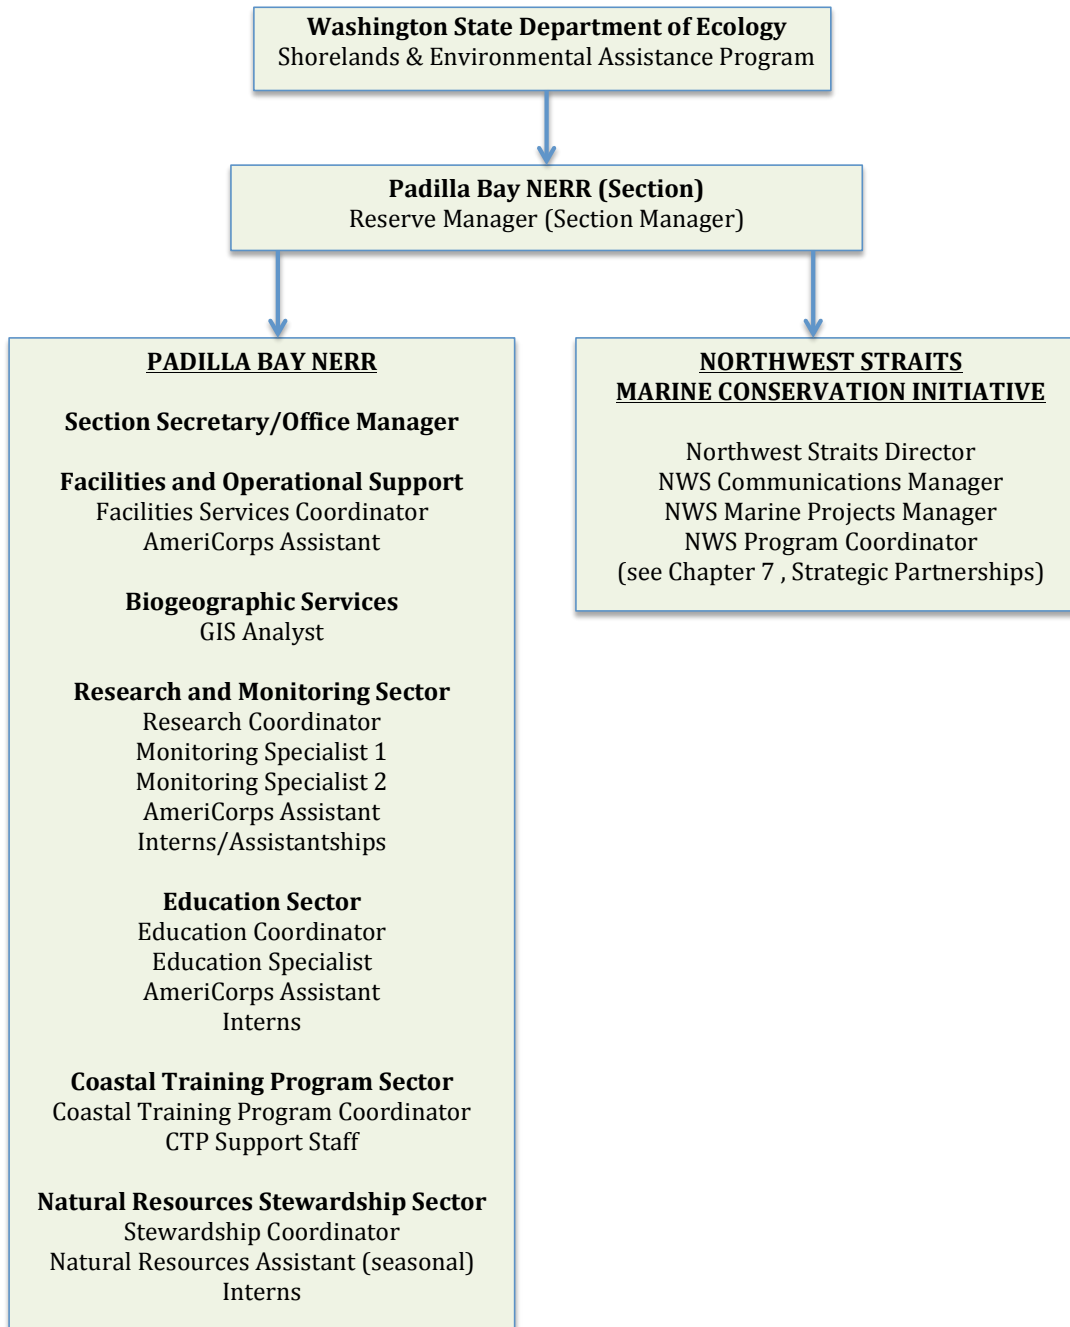 Washington State Department of Ecology
Shorelands & Environmental Assistance Program
Padilla Bay NERR (Section)
Reserve Manager (Section Manager)
PADILLA BAY NERR
Section Secretary/Office Manager
Facilities and Operational Support
Facilities Services Coordinator
AmeriCorps Assistant
Biogeographic Services
GIS Analyst
Research and Monitoring Sector
Research Coordinator
Monitoring Specialist 1
Monitoring Specialist 2
AmeriCorps Assistant
Interns/Assistantships
Education Sector
Education Coordinator
Education Specialist
AmeriCorps Assistant
Interns
Coastal Training Program Sector
Coastal Training Program Coordinator
CTP Support Staff
Natural Resources Stewardship Sector
Stewardship Coordinator
Natural Resources Assistant (seasonal)
Interns
NORTHWEST STRAITS
MARINE CONSERVATION INITIATIVE
Northwest Straits Director
NWS Communications Manager
NWS Marine Projects Manager
NWS Program Coordinator
(see Chapter 7 , Strategic Partnerships)